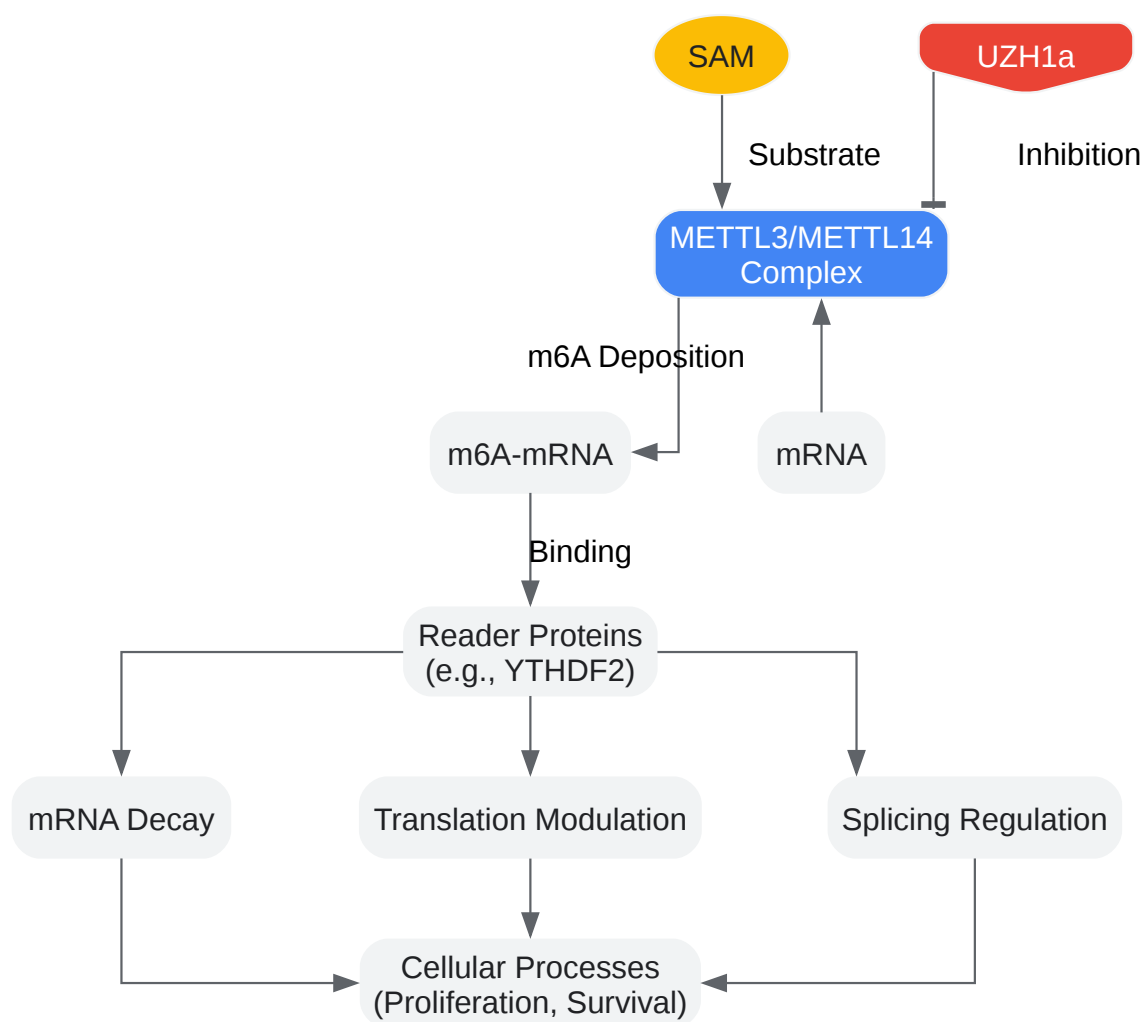 SAM
UZH1a
Substrate
Inhibition
METTL3/METTL14
Complex
m6A Deposition
m6A-mRNA
mRNA
Binding
Reader Proteins
(e.g., YTHDF2)
mRNA Decay
Translation Modulation
Splicing Regulation
Cellular Processes
(Proliferation, Survival)